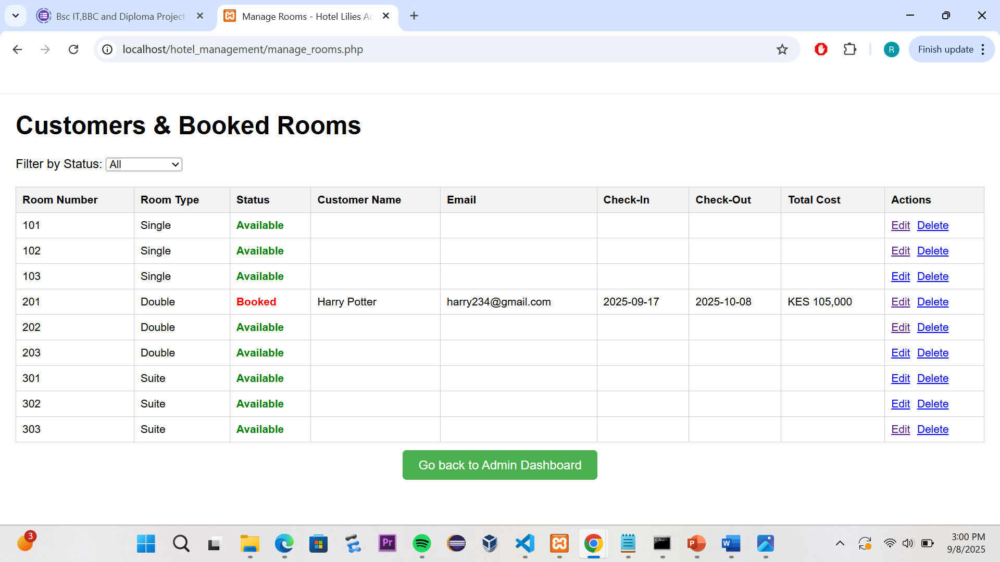 Bsc IT,BBC and Diploma Project
Manage Rooms - Hotel Lilies Ac
localhost/hotel_management/manage_rooms.php
R
Finish update
Customers & Booked Rooms
Filter by Status: All
Room Number Room Type Status Customer Name Email Check-In Check-Out Total Cost Actions
101 Single Available Edit Delete
102 Single Available Edit Delete
103 Single Available Edit Delete
201 Double Booked Harry Potter harry234@gmail.com 2025-09-17 2025-10-08 KES 105,000 Edit Delete
202 Double Available Edit Delete
203 Double Available Edit Delete
301 Suite Available Edit Delete
302 Suite Available Edit Delete
303 Suite Available Edit Delete
Go back to Admin Dashboard
3
Pr
P
W
3:00 PM
9/8/2025